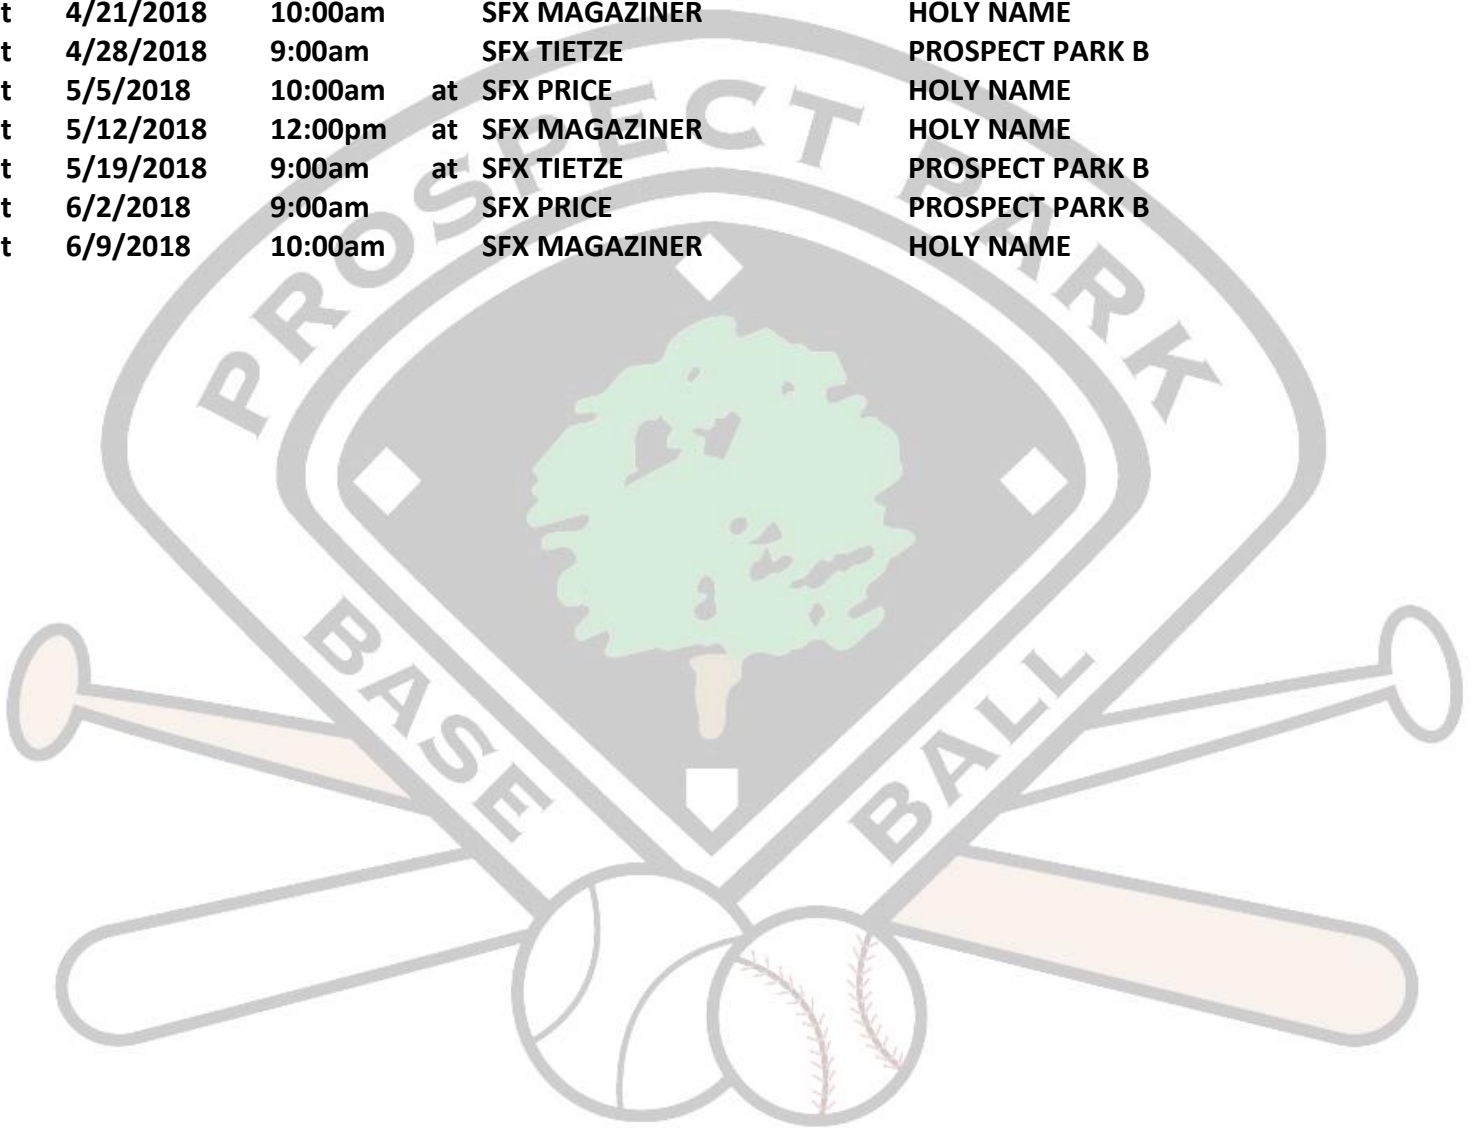 t 4/21/2018 10:00am SFX MAGAZINER HOLY NAME
t 4/28/2018 9:00am SFX TIETZE PROSPECT PARK B
t 5/5/2018 10:00am at SFX PRICE HOLY NAME
t 5/12/2018 12:00pm at SFX MAGAZINER HOLY NAME
t 5/19/2018 9:00am at SFX TIETZE PROSPECT PARK B
t 6/2/2018 9:00am SFX PRICE PROSPECT PARK B
t 6/9/2018 10:00am SFX MAGAZINER HOLY NAME
PROSPECT PARK
BASE BALL